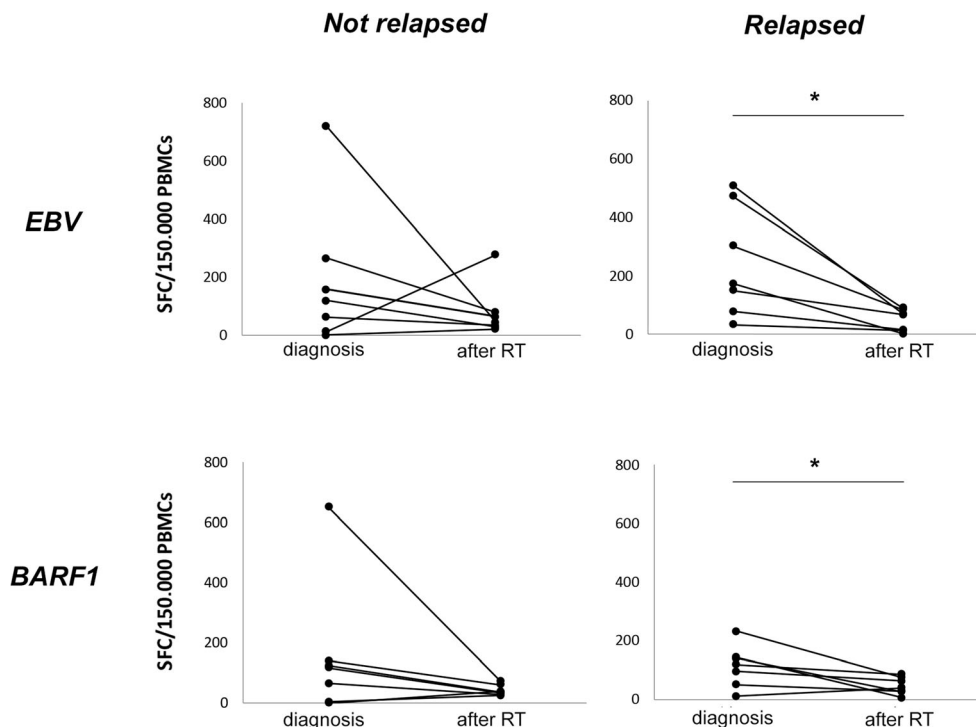 Not relapsed
Relapsed
EBV
SFC/150.000 PBMCs
800
600
400
200
0
diagnosis
after RT
800
600
400
200
0
*
diagnosis
after RT
BARF1
SFC/150.000 PBMCs
800
600
400
200
0
diagnosis
after RT
800
600
400
200
0
*
diagnosis
after RT